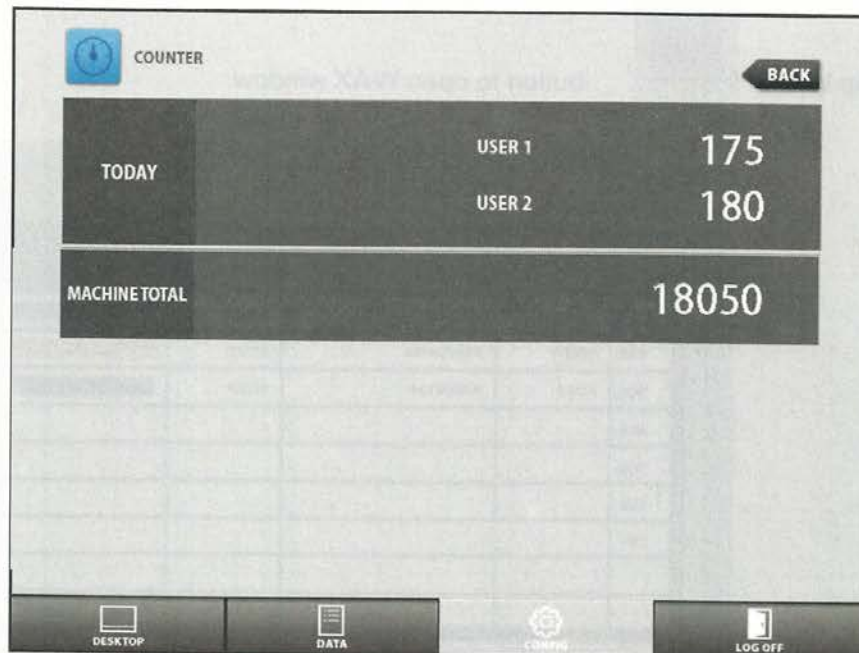 COUNTER
BACK
TODAY
USER 1 175
USER 2 180
MACHINE TOTAL 18050
DESKTOP
DATA
CONFIG
LOG OFF